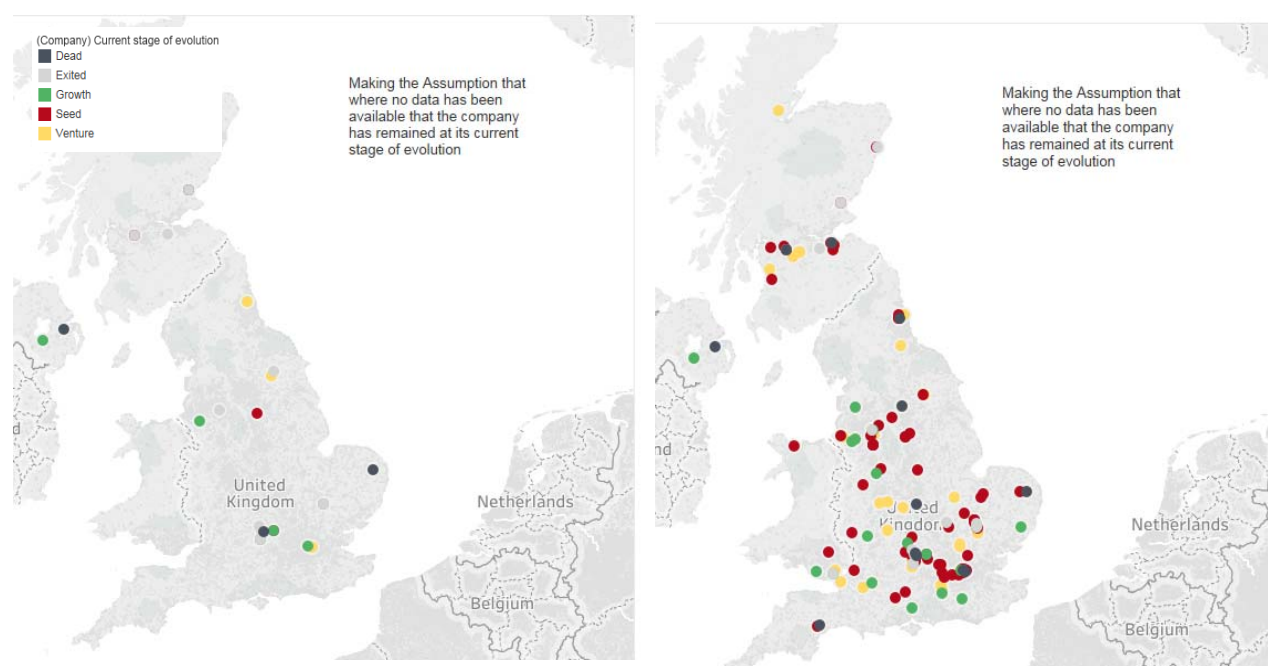 (Company) Current stage of evolution
Dead
Exited
Growth
Seed
Venture
Making the Assumption that
where no data has been
available that the company
has remained at its current
stage of evolution
United
Kingdom
Netherlands
Belgium
d
Making the Assumption that
where no data has been
available that the company
has remained at its current
stage of evolution
nd
United
Kingdom
Netherlands
Belgium